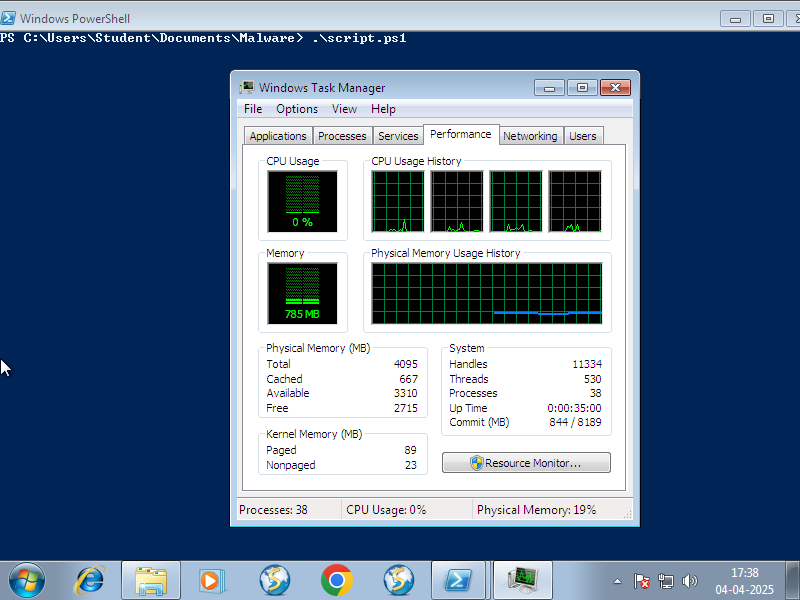 Windows PowerShell
PS C:\Users\Student\Documents\Malware> .\script.ps1
Windows Task Manager
File Options View Help
Applications Processes Services Performance Networking Users
CPU Usage CPU Usage History
0 %
Memory Physical Memory Usage History
785 MB
Physical Memory (MB)
Total 4095
Cached 667
Available 3310
Free 2715
Kernel Memory (MB)
Paged 89
Nonpaged 23
System
Handles 11334
Threads 530
Processes 38
Up Time 0:00:35:00
Commit (MB) 844 / 8189
Resource Monitor...
Processes: 38 CPU Usage: 0% Physical Memory: 19%
17:38
04-04-2025